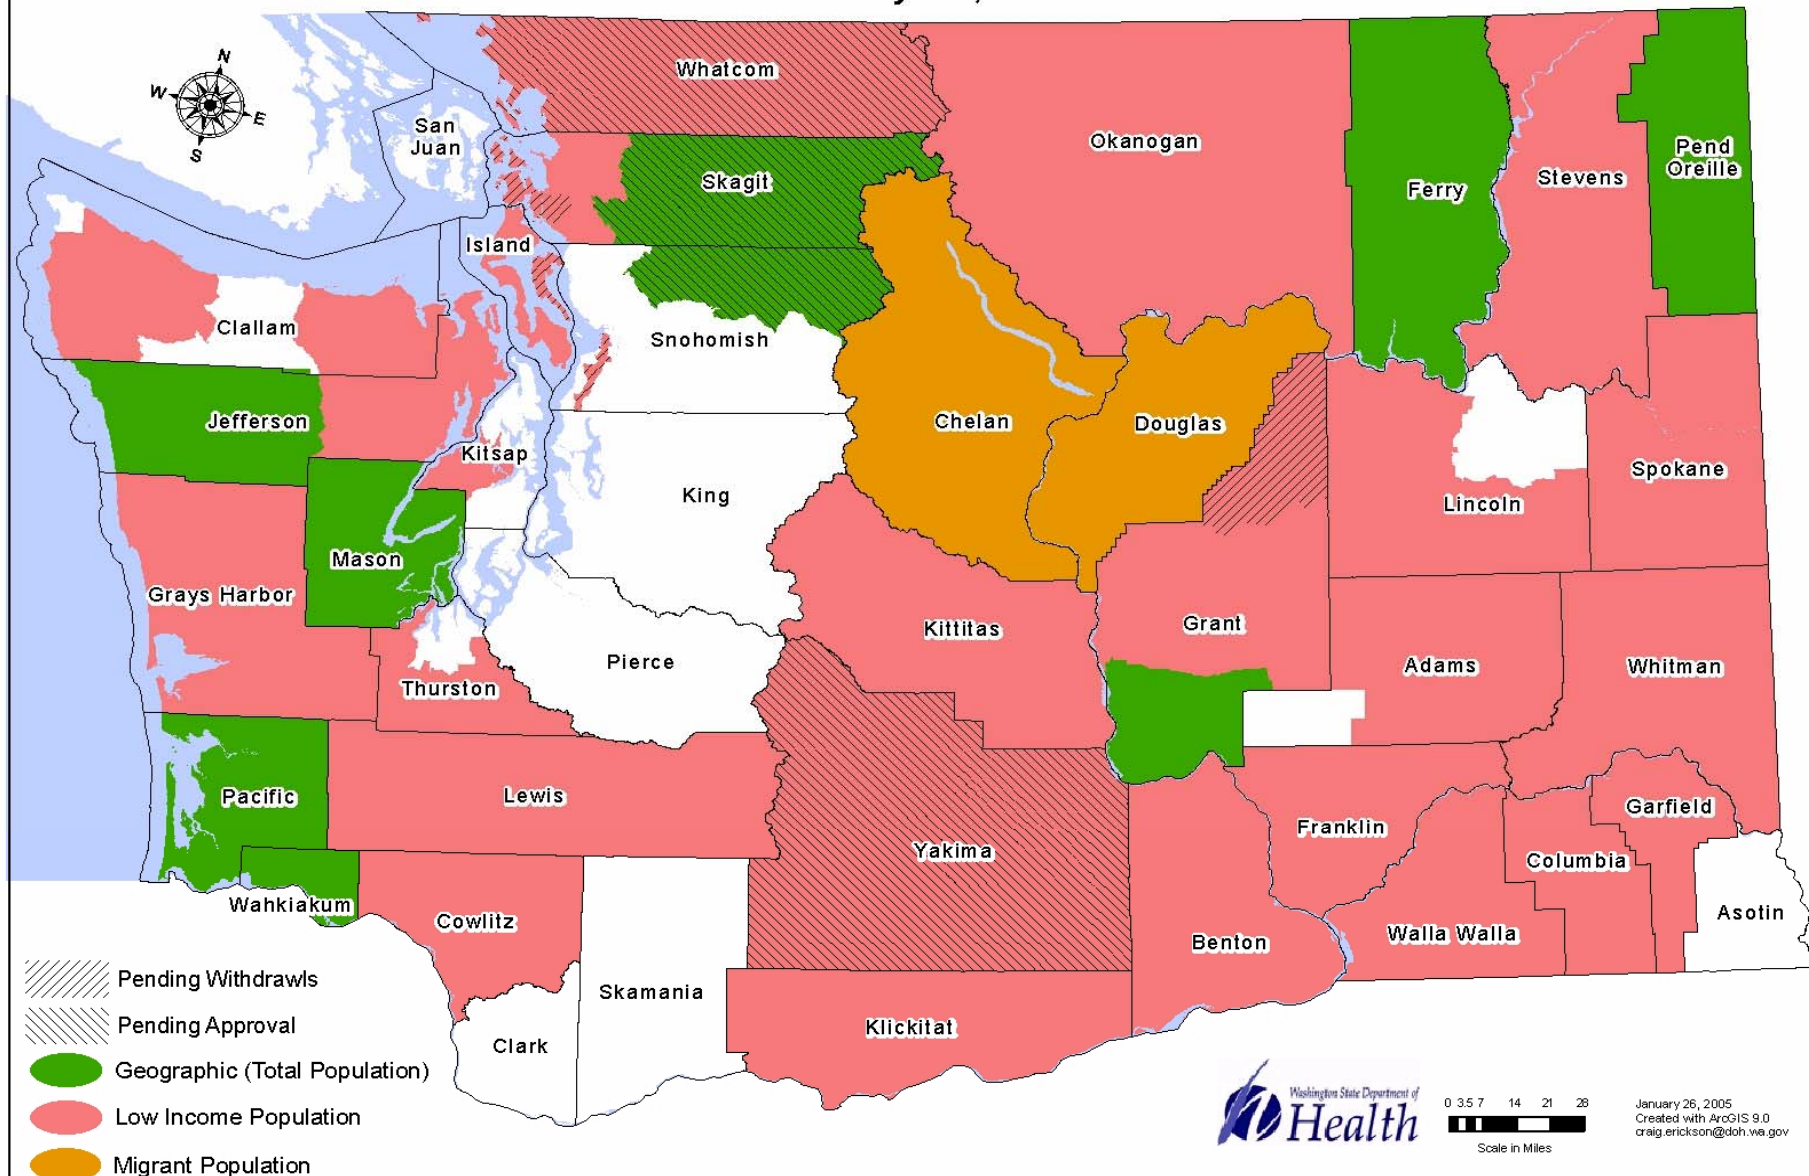 N
W
E
S
Whatcom
San
Juan
Okanogan
Pend
Oreille
Skagit
Ferry
Stevens
Island
Clallam
Snohomish
Jefferson
Chelan
Douglas
Kitsap
King
Spokane
Lincoln
Mason
Grays Harbor
Kittitas
Grant
Pierce
Adams
Whitman
Thurston
Pacific
Lewis
Garfield
Franklin
Yakima
Columbia
Wahkiakum
Cowlitz
Asotin
Walla Walla
Benton
Skamania
Klickitat
Clark
Pending Withdrawls
Pending Approval
Geographic (Total Population)
Low Income Population
Migrant Population
Washington State Department of
Health
0 3.5 7 14 21 28
Scale in Miles
January 26, 2005
Created with ArcGIS 9.0
craig.erickson@doh.wa.gov